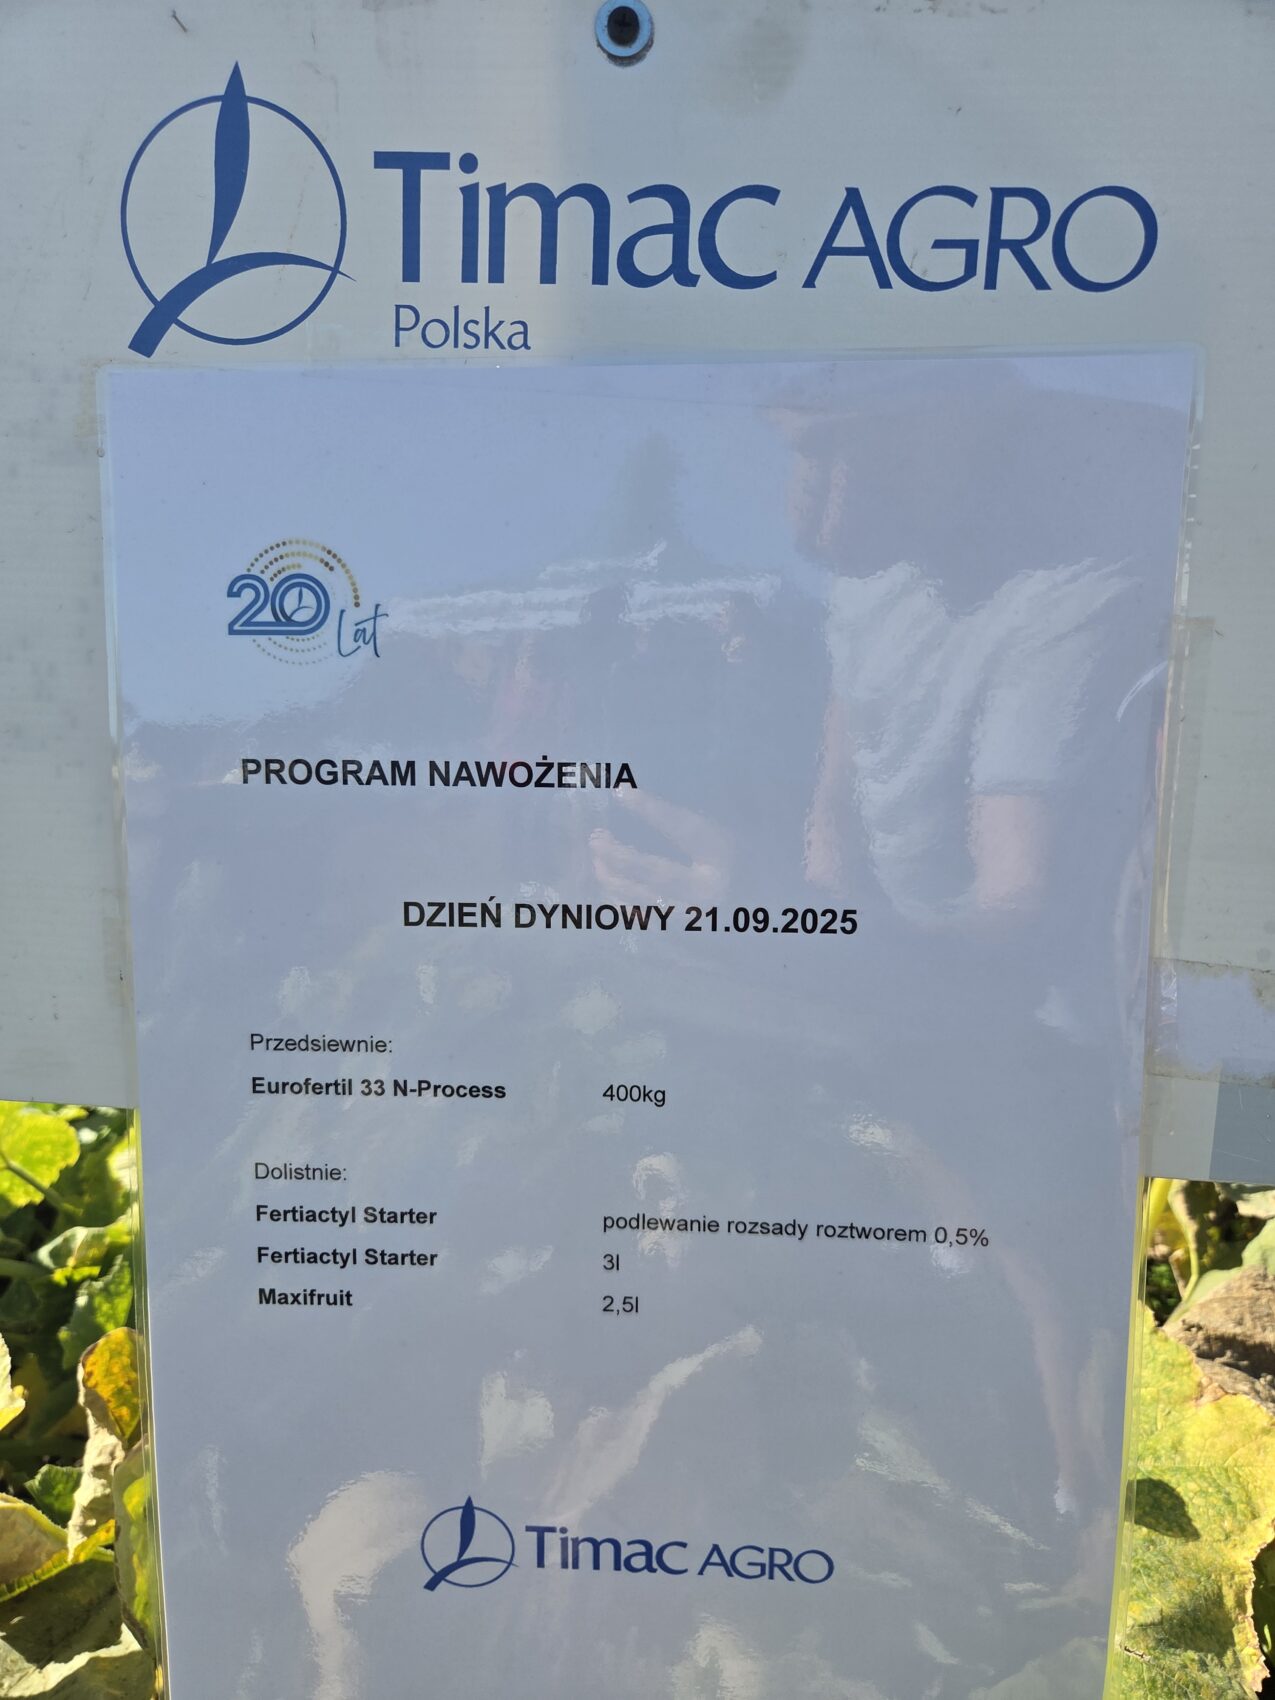 Timac AGRO
Polska
20 Lat
PROGRAM NAWOŻENIA
DZIEŃ DYNIOWY 21.09.2025
Przedsiewnie:
Eurofertil 33 N-Process 400kg
Dolistnie:
Fertiactyl Starter podlewanie rozsady roztworem 0,5%
Fertiactyl Starter 3l
Maxifruit 2,5l
Timac AGRO